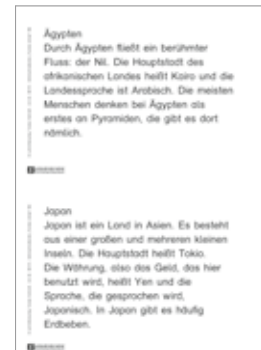 Ägypten
Durch Ägypten fließt ein berühmter
Fluss: der Nil. Die Hauptstadt des
afrikanischen Landes heißt Kairo und die
Landessprache ist Arabisch. Die meisten
Menschen denken bei Ägypten als
erstes an Pyramiden, die gibt es dort
nämlich.
Japan
Japan ist ein Land in Asien. Es besteht
aus einer großen und mehreren kleinen
Inseln. Die Hauptstadt heißt Tokio.
Die Währung, also das Geld, das hier
benutzt wird, heißt Yen und die
Sprache, die gesprochen wird,
Japanisch. In Japan gibt es häufig
Erdbeben.